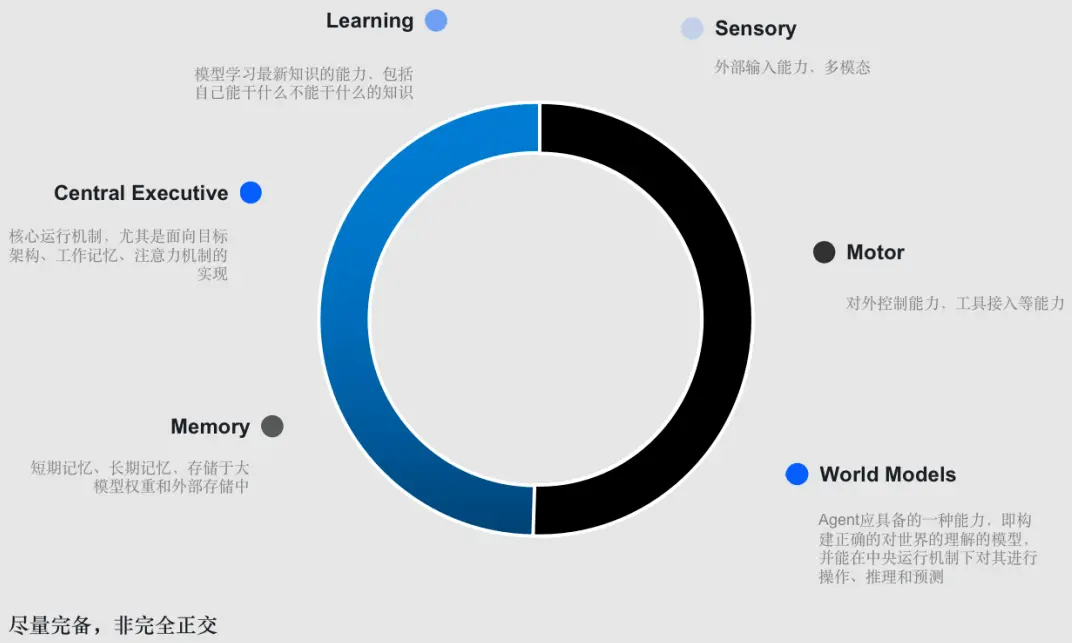 Learning
模型学习最新知识的能力，包括
自己能干什么不能干什么的知识
Sensory
外部输入能力，多模态
Central Executive
核心运行机制，尤其是面向目标
架构、工作记忆、注意力机制的
实现
Motor
对外控制能力，工具接入等能力
Memory
短期记忆、长期记忆，存储于大
模型权重和外部存储中
World Models
Agent应具备的一种能力，即构
建正确的对世界的理解的模型，
并能在中央运行机制下对其进行
操作、推理和预测
尽量完备，非完全正交